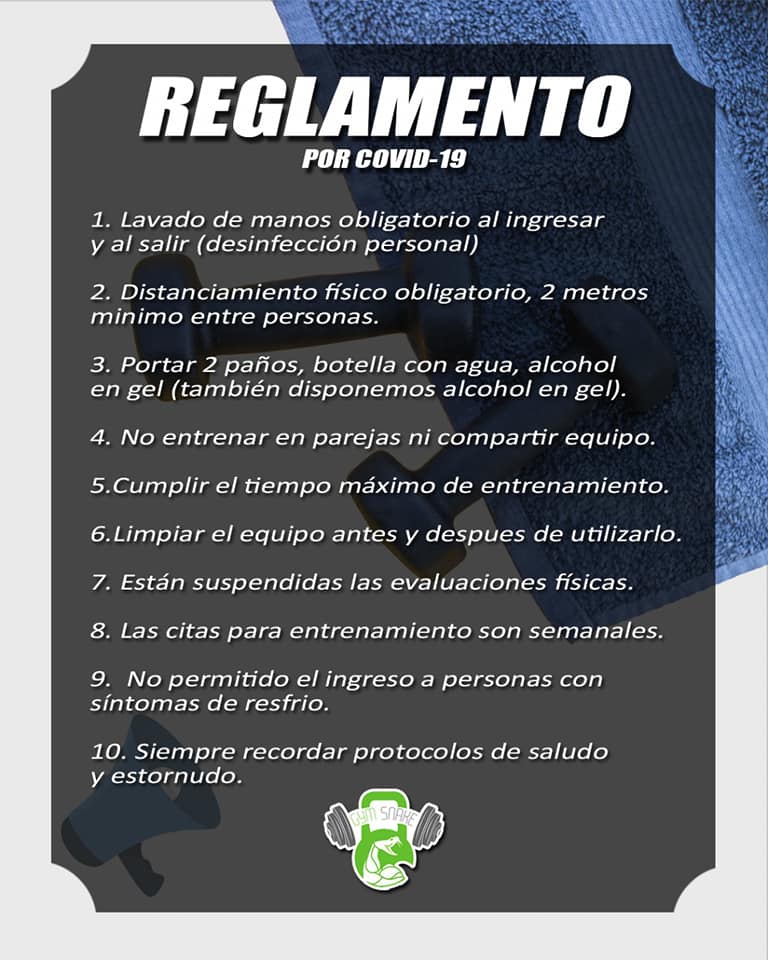 REGLAMENTO
POR COVID-19
1. Lavado de manos obligatorio al ingresar
y al salir (desinfección personal)
2. Distanciamiento físico obligatorio, 2 metros
minimo entre personas.
3. Portar 2 paños, botella con agua, alcohol
en gel (también disponemos alcohol en gel).
4. No entrenar en parejas ni compartir equipo.
5.Cumplir el tiempo máximo de entrenamiento.
6.Limpiar el equipo antes y despues de utilizarlo.
7. Están suspendidas las evaluaciones físicas.
8. Las citas para entrenamiento son semanales.
9.  No permitido el ingreso a personas con
síntomas de resfrio.
10. Siempre recordar protocolos de saludo
y estornudo.
GYM SNAKE